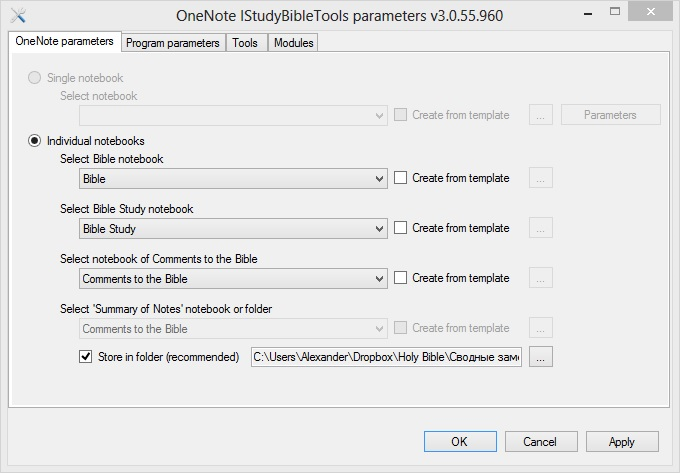 OneNote IStudyBibleTools parameters v3.0.55.960
OneNote parameters Program parameters Tools Modules
Single notebook
Select notebook
Create from template ... Parameters
Individual notebooks
Select Bible notebook
Bible Create from template ...
Select Bible Study notebook
Bible Study Create from template ...
Select notebook of Comments to the Bible
Comments to the Bible Create from template ...
Select 'Summary of Notes' notebook or folder
Comments to the Bible Create from template ...
Store in folder (recommended) C:\Users\Alexander\Dropbox\Holy Bible\Сводные заме ...
OK Cancel Apply